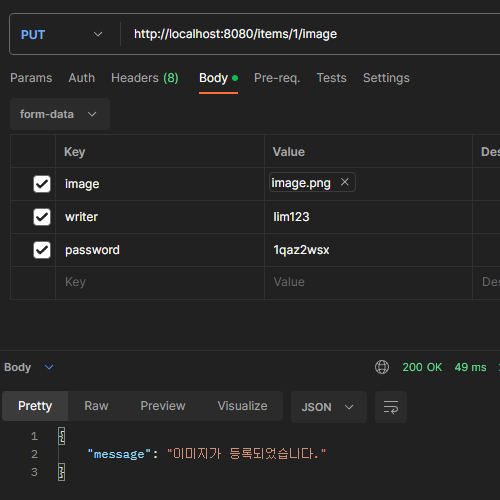 PUT http://localhost:8080/items/1/image
Params Auth Headers (8) Body Pre-req. Tests Settings
form-data
Key Value Des
image image.png
writer lim123
password 1qaz2wsx
Key Value Des
Body 200 OK 49 ms
Pretty Raw Preview Visualize JSON
1 {
2 "message": "이미지가 등록되었습니다."
3 }